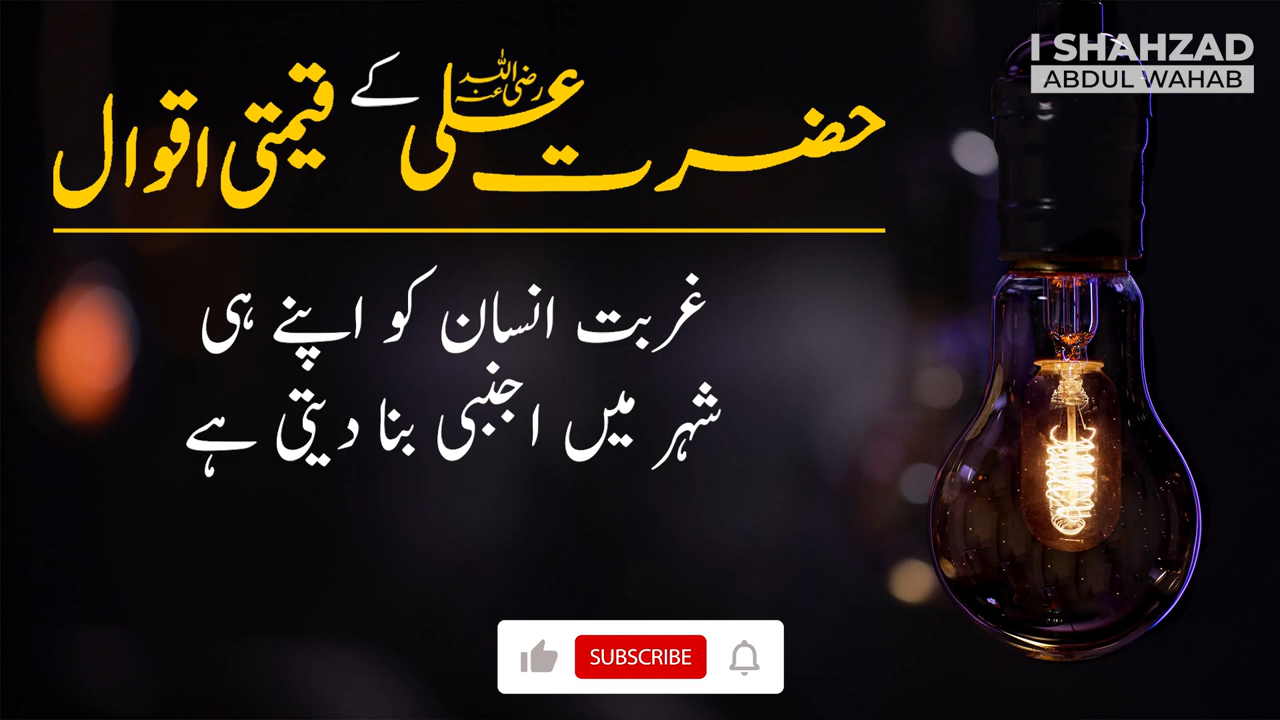 I SHAHZAD
ABDUL WAHAB
حضرت علی رضی اللہ عنہ کے قیمتی اقوال
غربت انسان کو اپنے ہی
شہر میں اجنبی بنا دیتی ہے
SUBSCRIBE